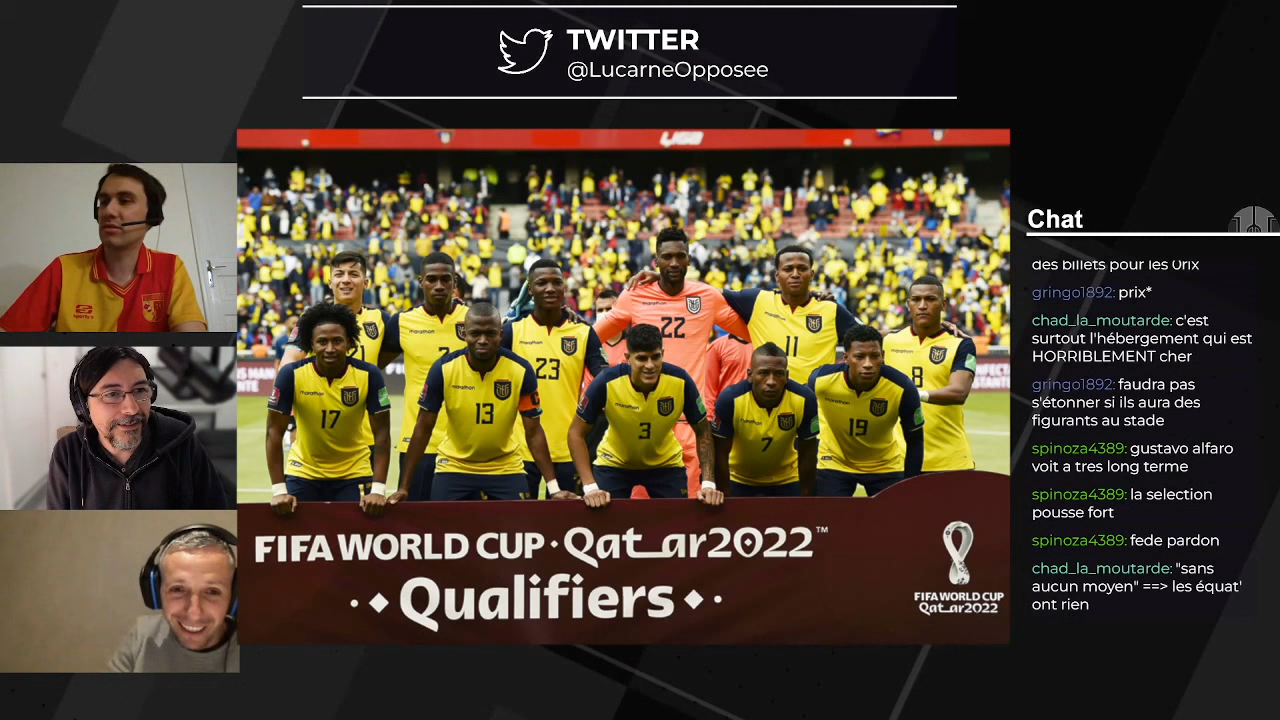 TWITTER
@LucarneOpposee
Chat
des billets pour les 0rix
gringo1892: prix*
chad_la_moutarde: c'est
surtout l'hébergement qui est
HORRIBLEMENT cher
gringo1892: faudra pas
s'étonner si ils aura des
figurants au stade
spinoza4389: gustavo alfaro
voit a tres long terme
spinoza4389: la selection
pousse fort
spinoza4389: fede pardon
chad_la_moutarde: "sans
aucun moyen" ==> les équat'
ont rien
22
11
23
8
17
13
3
7
19
marathon
FIFA WORLD CUP · Qatar2022™
Qualifiers
FIFA WORLD CUP
Qatar2022